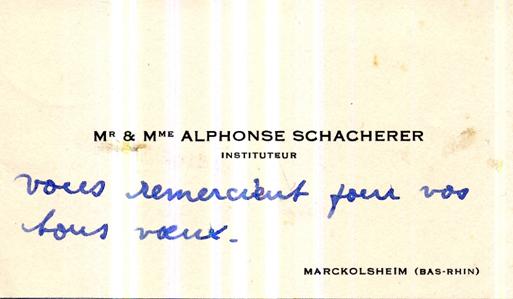 Mr & Mme ALPHONSE SCHACHERER
INSTITUTEUR
vous remercient pour vos
bons vœux.
MARCKOLSHEIM (BAS-RHIN)